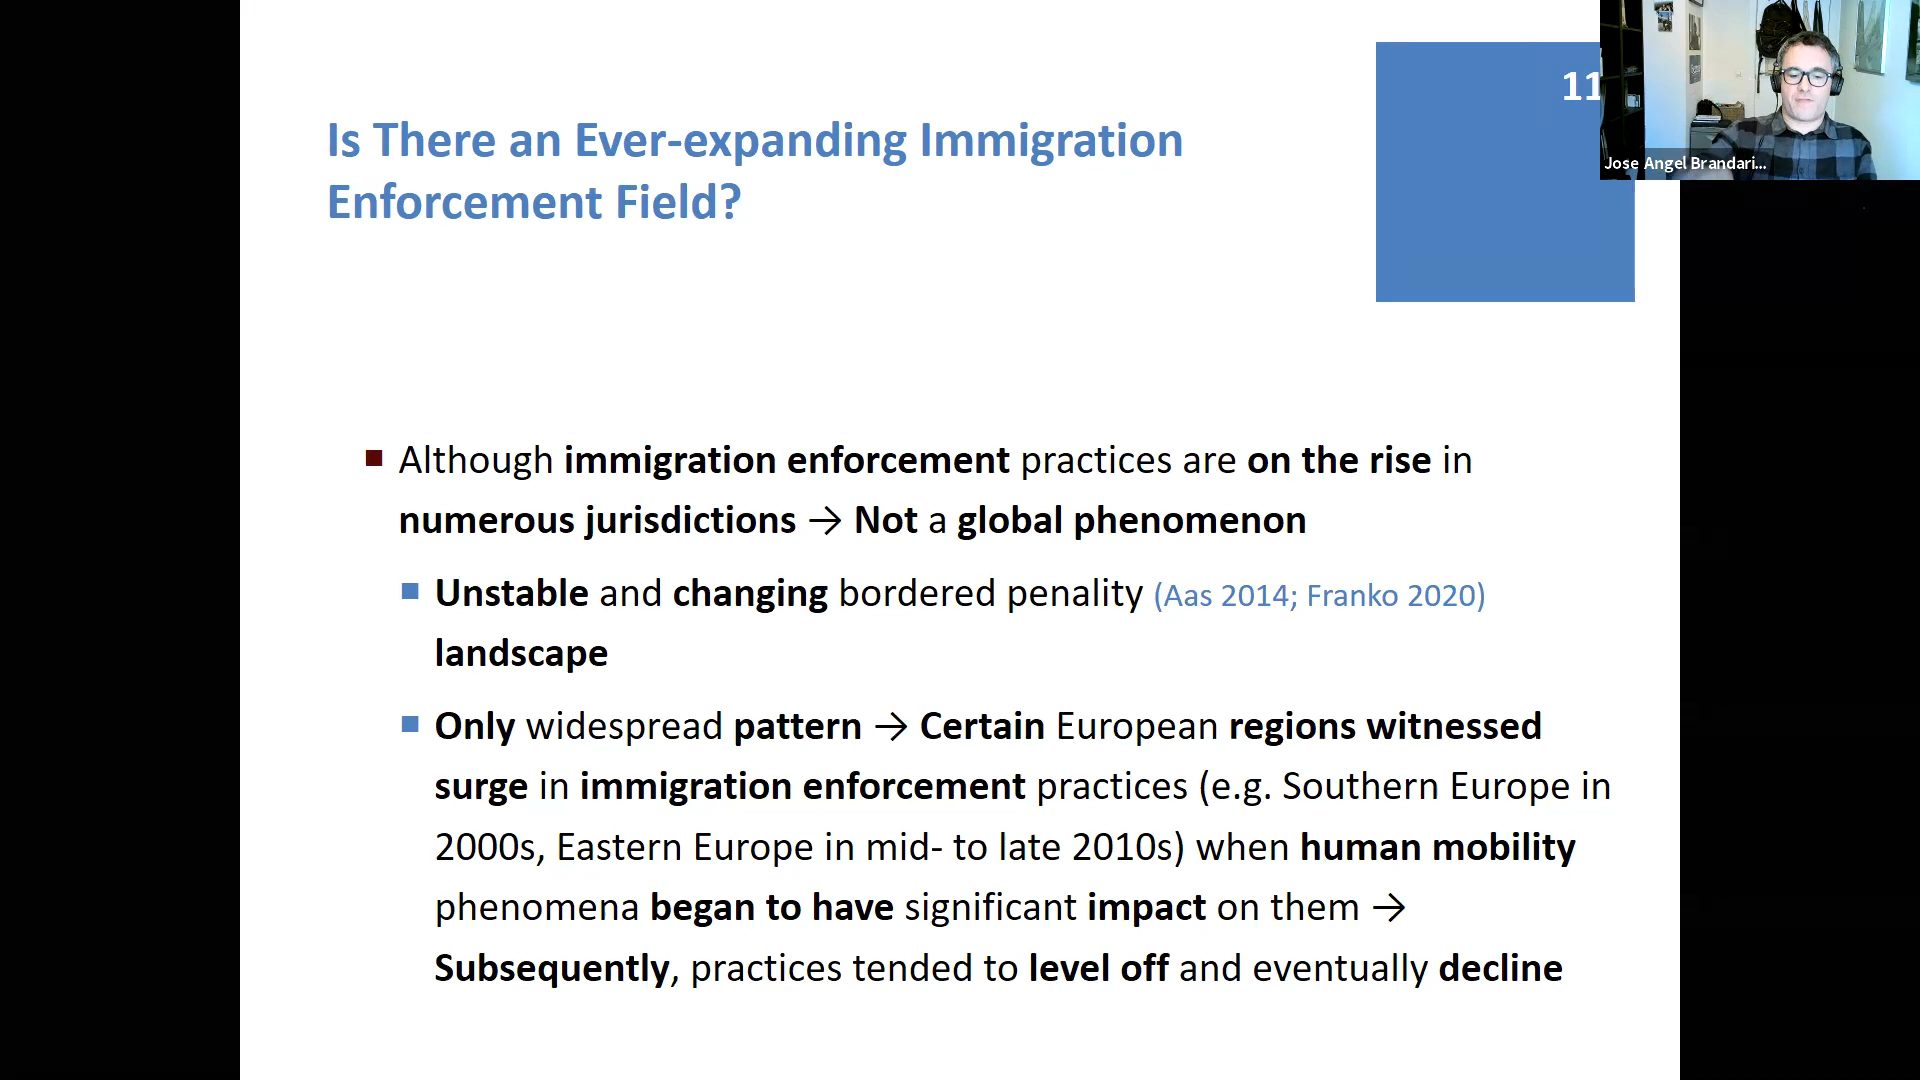 11
Jose Angel Brandari...
Is There an Ever-expanding Immigration
Enforcement Field?
■ Although immigration enforcement practices are on the rise in
numerous jurisdictions → Not a global phenomenon
■ Unstable and changing bordered penality (Aas 2014; Franko 2020)
landscape
■ Only widespread pattern → Certain European regions witnessed
surge in immigration enforcement practices (e.g. Southern Europe in
2000s, Eastern Europe in mid- to late 2010s) when human mobility
phenomena began to have significant impact on them →
Subsequently, practices tended to level off and eventually decline